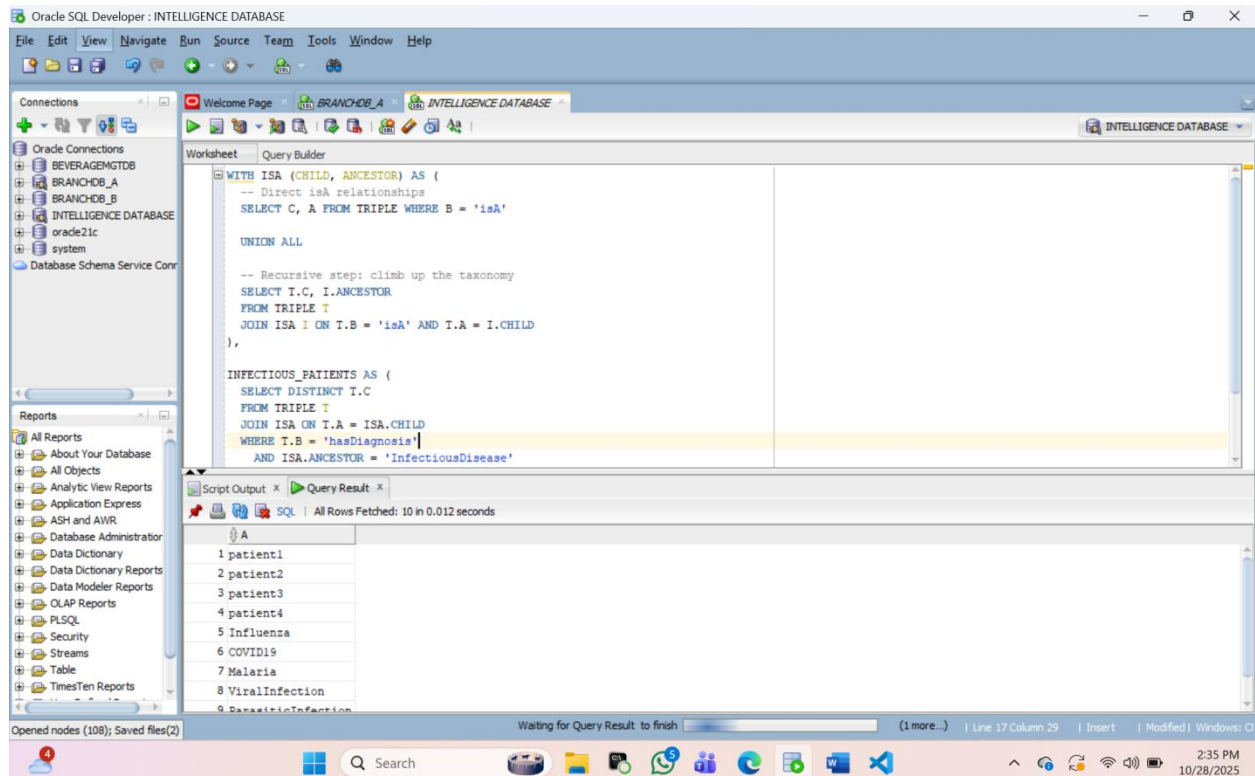 Oracle SQL Developer : INTELLIGENCE DATABASE
File Edit View Navigate Run Source Team Tools Window Help
Connections
Welcome Page
BRANCHDB_A
INTELLIGENCE DATABASE
INTELLIGENCE DATABASE
Oracle Connections
BEVERAGEMGTDB
BRANCHDB_A
BRANCHDB_B
INTELLIGENCE DATABASE
oracle21c
system
Database Schema Service Conr
Worksheet Query Builder
WITH ISA (CHILD, ANCESTOR) AS (
-- Direct isA relationships
SELECT C, A FROM TRIPLE WHERE B = 'isA'
UNION ALL
-- Recursive step: climb up the taxonomy
SELECT T.C, I.ANCESTOR
FROM TRIPLE T
JOIN ISA I ON T.B = 'isA' AND T.A = I.CHILD
),
INFECTIOUS_PATIENTS AS (
SELECT DISTINCT T.C
FROM TRIPLE T
JOIN ISA ON T.A = ISA.CHILD
WHERE T.B = 'hasDiagnosis'
AND ISA.ANCESTOR = 'InfectiousDisease'
Reports
All Reports
About Your Database
All Objects
Analytic View Reports
Application Express
ASH and AWR
Database Administration
Data Dictionary
Data Dictionary Reports
Data Modeler Reports
OLAP Reports
PLSQL
Security
Streams
Table
TimesTen Reports
Script Output Query Result
SQL | All Rows Fetched: 10 in 0.012 seconds
A
1 patient1
2 patient2
3 patient3
4 patient4
5 Influenza
6 COVID19
7 Malaria
8 ViralInfection
9 ParasiticInfection
Opened nodes (108); Saved files(2)
Waiting for Query Result to finish
(1 more...) | Line 17 Column 29 | Insert | Modified | Windows: C
4
Search
5
2:35 PM
10/28/2025